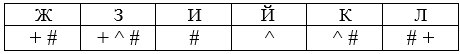 Ж З И Й К Л
+ # + ^ # # ^ ^ # # +